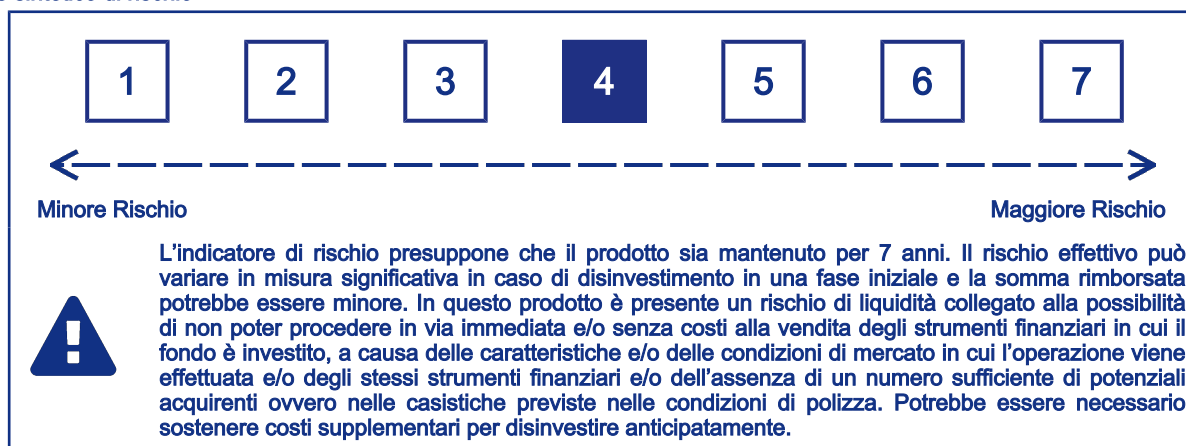 1 2 3 4 5 6 7
Minore Rischio Maggiore Rischio
L'indicatore di rischio presuppone che il prodotto sia mantenuto per 7 anni. Il rischio effettivo può
variare in misura significativa in caso di disinvestimento in una fase iniziale e la somma rimborsata
potrebbe essere minore. In questo prodotto è presente un rischio di liquidità collegato alla possibilità
di non poter procedere in via immediata e/o senza costi alla vendita degli strumenti finanziari in cui il
fondo è investito, a causa delle caratteristiche e/o delle condizioni di mercato in cui l'operazione viene
effettuata e/o degli stessi strumenti finanziari e/o dell'assenza di un numero sufficiente di potenziali
acquirenti ovvero nelle casistiche previste nelle condizioni di polizza. Potrebbe essere necessario
sostenere costi supplementari per disinvestire anticipatamente.